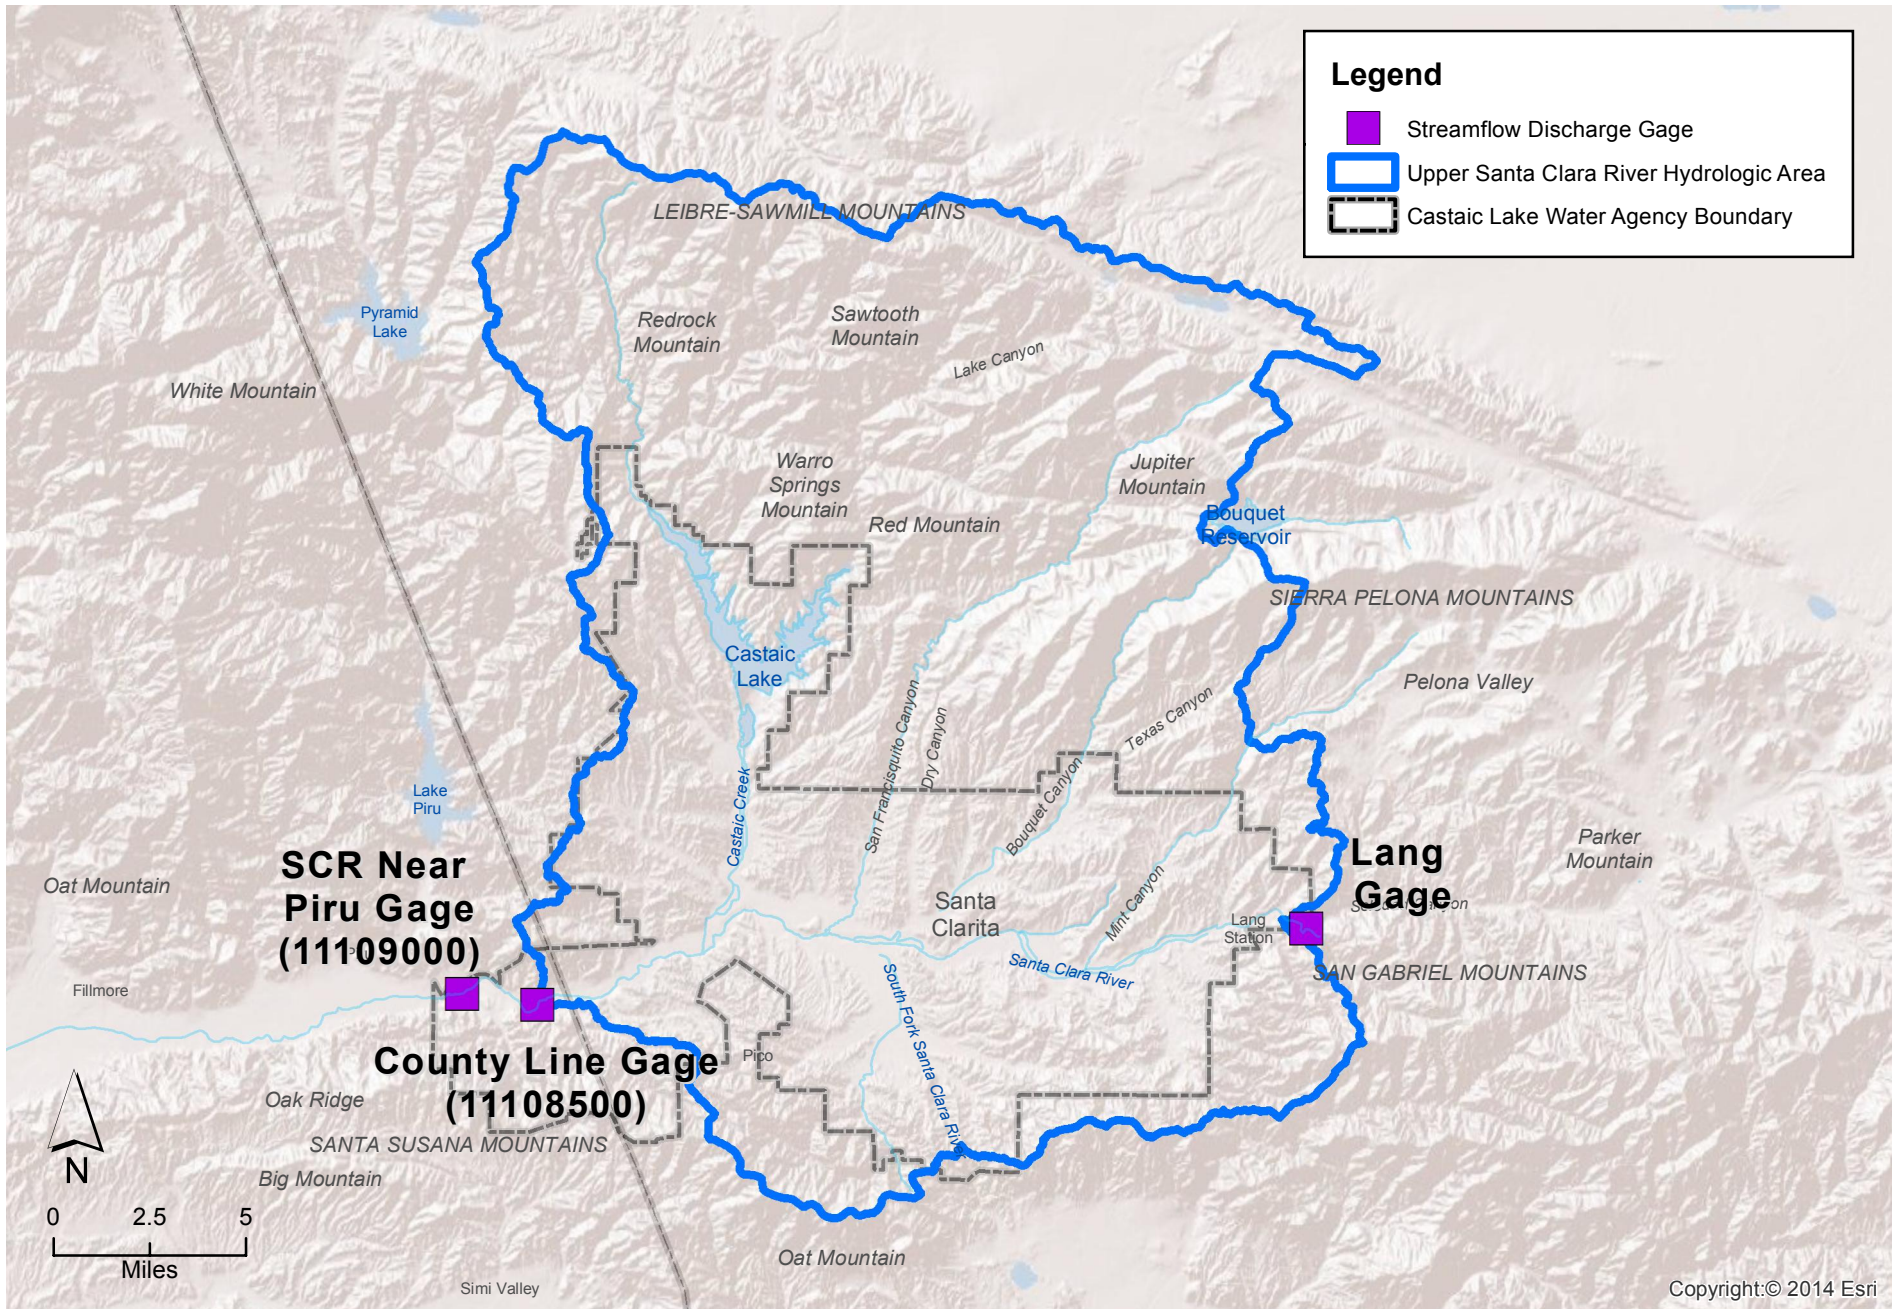 Legend
Streamflow Discharge Gage
Upper Santa Clara River Hydrologic Area
Castaic Lake Water Agency Boundary
LEIBRE-SAWMILL MOUNTAINS
Pyramid
Lake
Redrock
Mountain
Sawtooth
Mountain
Lake Canyon
White Mountain
Warro
Springs
Mountain
Red Mountain
Jupiter
Mountain
Bouquet
Reservoir
SIERRA PELONA MOUNTAINS
Castaic
Lake
Pelona Valley
San Francisquito Canyon
Dry Canyon
Texas Canyon
Bouquet Canyon
Castaic Creek
Lake
Piru
Parker
Mountain
SCR Near
Piru Gage
(11109000)
Oat Mountain
Lang
Gage
Santa
Clarita
Mint Canyon
Lang
Station
Canyon
Santa Clara River
SAN GABRIEL MOUNTAINS
South Fork Santa Clara River
Fillmore
County Line Gage
(11108500)
Pico
Oak Ridge
SANTA SUSANA MOUNTAINS
Big Mountain
N
0 2.5 5
Miles
Oat Mountain
Simi Valley
Copyright:© 2014 Esri